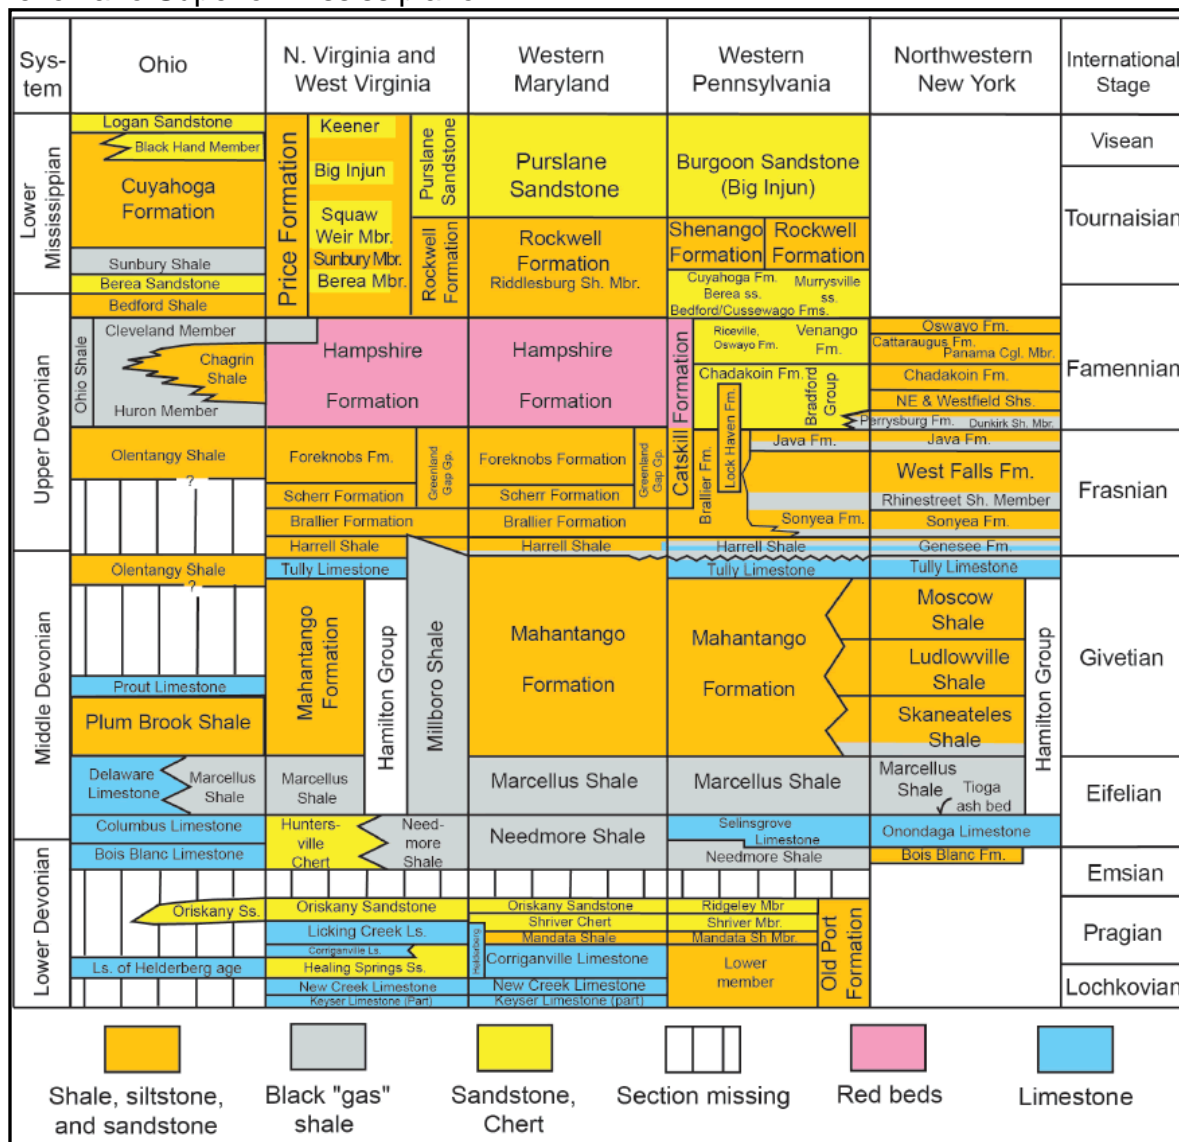 Sys-
tem
Ohio
N. Virginia and
West Virginia
Western
Maryland
Western
Pennsylvania
Northwestern
New York
International
Stage
Lower
Mississippian
Upper Devonian
Middle Devonian
Lower Devonian
Logan Sandstone
Black Hand Member
Cuyahoga
Formation
Sunbury Shale
Berea Sandstone
Bedford Shale
Ohio Shale
Cleveland Member
Chagrin
Shale
Huron Member
Olentangy Shale
?
Olentangy Shale
?
Prout Limestone
Plum Brook Shale
Delaware
Limestone
Marcellus
Shale
Columbus Limestone
Bois Blanc Limestone
Oriskany Ss.
Ls. of Helderberg age
Price Formation
Keener
Big Injun
Squaw
Weir Mbr.
Sunbury Mbr.
Berea Mbr.
Purslane
Sandstone
Rockwell
Formation
Hampshire
Formation
Foreknobs Fm.
Greenland
Gap Gp.
Scherr Formation
Brallier Formation
Harrell Shale
Tully Limestone
Mahantango
Formation
Hamilton Group
Millboro Shale
Marcellus
Shale
Hunters-
ville
Chert
Need-
more
Shale
Oriskany Sandstone
Licking Creek Ls.
Corriganville Ls.
Healing Springs Ss.
New Creek Limestone
Keyser Limestone (Part)
Purslane
Sandstone
Rockwell
Formation
Riddlesburg Sh. Mbr.
Hampshire
Formation
Foreknobs Formation
Greenland
Gap Gp.
Scherr Formation
Brallier Formation
Harrell Shale
Mahantango
Formation
Marcellus Shale
Needmore Shale
Oriskany Sandstone
Shriver Chert
Mandata Shale
Helderberg
Corriganville Limestone
New Creek Limestone
Keyser Limestone (part)
Burgoon Sandstone
(Big Injun)
Shenango
Formation
Rockwell
Formation
Cuyahoga Fm.
Berea ss.
Murrysville
ss.
Bedford/Cussewago Fms.
Catskill Formation
Riceville,
Oswayo Fm.
Venango
Fm.
Chadakoin Fm.
Bradford
Group
Lock Haven Fm.
Brallier Fm.
Java Fm.
Sonyea Fm.
Harrell Shale
Tully Limestone
Mahantango
Formation
Marcellus Shale
Selinsgrove
Limestone
Needmore Shale
Ridgeley Mbr
Shriver Mbr.
Mandata Sh Mbr.
Lower
member
Old Port
Formation
Oswayo Fm.
Cattaraugus Fm.
Panama Cgl. Mbr.
Chadakoin Fm.
NE & Westfield Shs.
Perrysburg Fm.
Dunkirk Sh. Mbr.
Java Fm.
West Falls Fm.
Rhinestreet Sh. Member
Sonyea Fm.
Genesee Fm.
Tully Limestone
Moscow
Shale
Ludlowville
Shale
Skaneateles
Shale
Hamilton Group
Marcellus
Shale
Tioga
ash bed
Onondaga Limestone
Bois Blanc Fm.
Visean
Tournaisian
Famennian
Frasnian
Givetian
Eifelian
Emsian
Pragian
Lochkovian
Shale, siltstone,
and sandstone
Black "gas"
shale
Sandstone,
Chert
Section missing
Red beds
Limestone